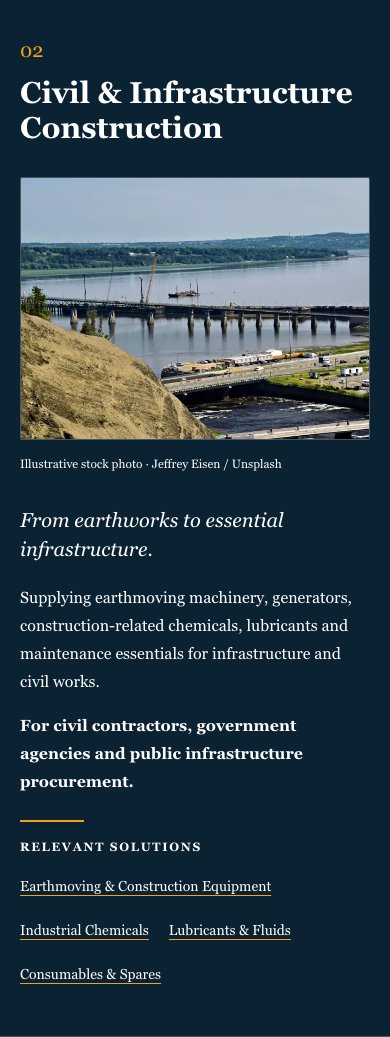 02
Civil & Infrastructure
Construction
Illustrative stock photo · Jeffrey Eisen / Unsplash
From earthworks to essential
infrastructure.
Supplying earthmoving machinery, generators,
construction-related chemicals, lubricants and
maintenance essentials for infrastructure and
civil works.
For civil contractors, government
agencies and public infrastructure
procurement.
RELEVANT SOLUTIONS
Earthmoving & Construction Equipment
Industrial Chemicals Lubricants & Fluids
Consumables & Spares